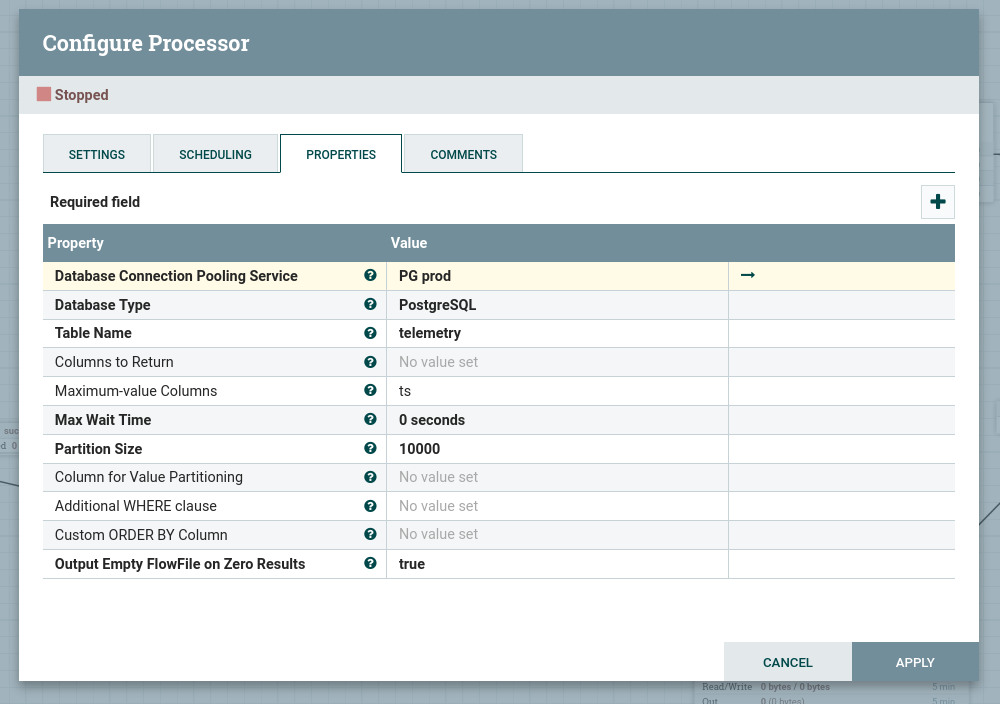 Configure Processor
Stopped
SETTINGS SCHEDULING PROPERTIES COMMENTS
Required field
Property Value
Database Connection Pooling Service PG prod
Database Type PostgreSQL
Table Name telemetry
Columns to Return No value set
Maximum-value Columns ts
Max Wait Time 0 seconds
Partition Size 10000
Column for Value Partitioning No value set
Additional WHERE clause No value set
Custom ORDER BY Column No value set
Output Empty FlowFile on Zero Results true
CANCEL APPLY
Read/Write 0 bytes / 0 bytes 5 min
Out 0 (0 bytes) 5 min